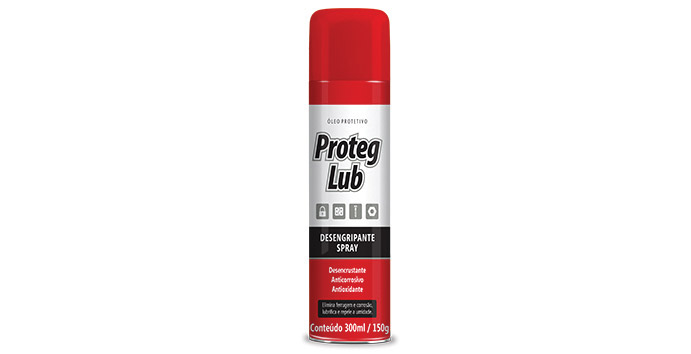 ÓLEO PROTETIVO
Proteg
Lub
DESENGRIPANTE
SPRAY
Desencrustante
Anticorrosivo
Antioxidante
Elimina ferrugem e corrosão,
lubrifica e repele a umidade.
Conteúdo 300ml / 150g